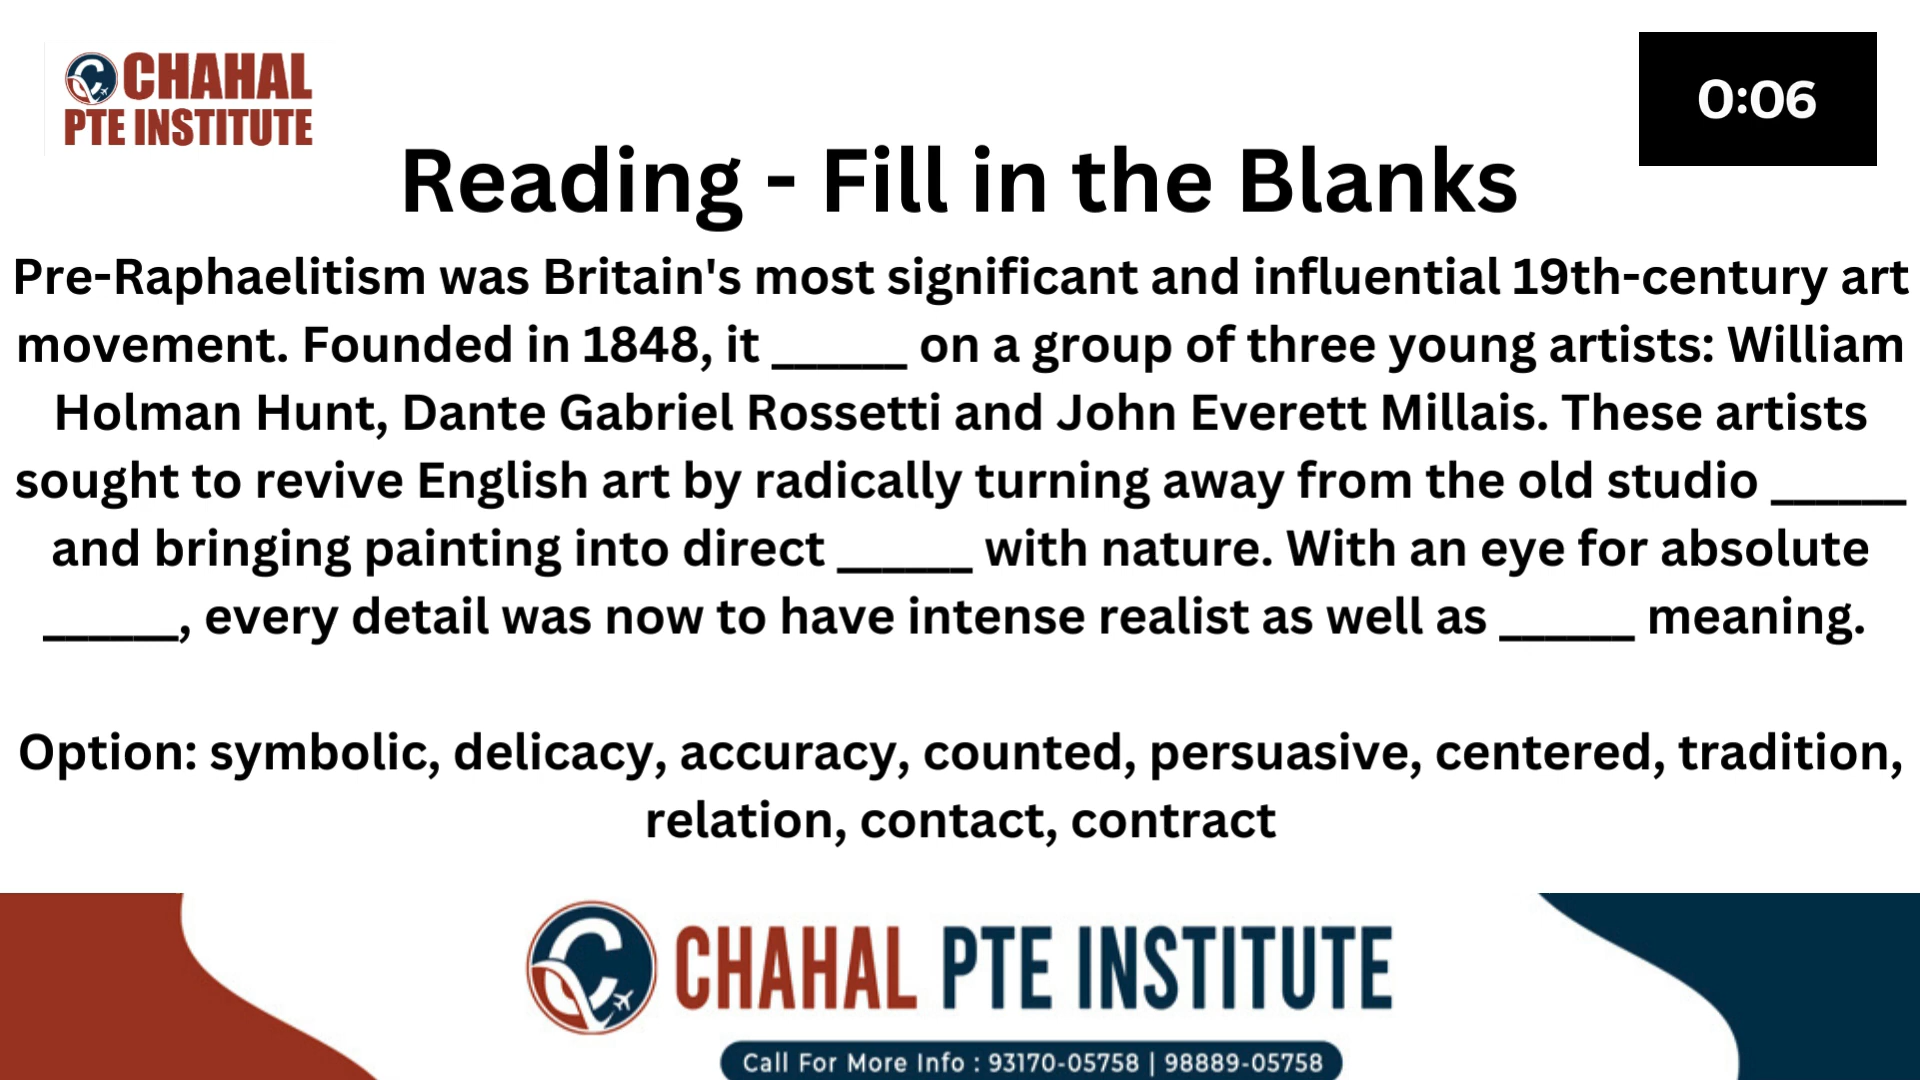 CHAHAL
PTE INSTITUTE
0:06
Reading - Fill in the Blanks
Pre-Raphaelitism was Britain's most significant and influential 19th-century art
movement. Founded in 1848, it ______ on a group of three young artists: William
Holman Hunt, Dante Gabriel Rossetti and John Everett Millais. These artists
sought to revive English art by radically turning away from the old studio ______
and bringing painting into direct ______ with nature. With an eye for absolute
______, every detail was now to have intense realist as well as ______ meaning.
Option: symbolic, delicacy, accuracy, counted, persuasive, centered, tradition,
relation, contact, contract
CHAHAL PTE INSTITUTE
Call For More Info : 93170-05758 | 98889-05758